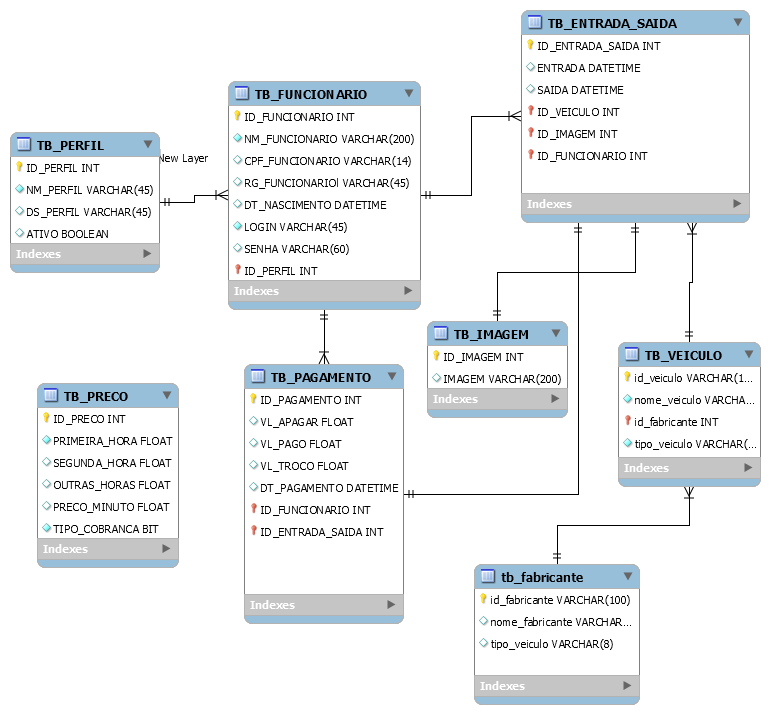 TB_ENTRADA_SAIDA
ID_ENTRADA_SAIDA INT
ENTRADA DATETIME
SAIDA DATETIME
ID_VEICULO INT
ID_IMAGEM INT
ID_FUNCIONARIO INT
Indexes
TB_FUNCIONARIO
ID_FUNCIONARIO INT
NM_FUNCIONARIO VARCHAR(200)
CPF_FUNCIONARIO VARCHAR(14)
RG_FUNCIONARIOl VARCHAR(45)
DT_NASCIMENTO DATETIME
LOGIN VARCHAR(45)
SENHA VARCHAR(60)
ID_PERFIL INT
Indexes
TB_PERFIL
ID_PERFIL INT
NM_PERFIL VARCHAR(45)
DS_PERFIL VARCHAR(45)
ATIVO BOOLEAN
Indexes
New Layer
TB_IMAGEM
ID_IMAGEM INT
IMAGEM VARCHAR(200)
Indexes
TB_VEICULO
id_veiculo VARCHAR(1...
nome_veiculo VARCHA...
id_fabricante INT
tipo_veiculo VARCHAR(...
Indexes
TB_PAGAMENTO
ID_PAGAMENTO INT
VL_APAGAR FLOAT
VL_PAGO FLOAT
VL_TROCO FLOAT
DT_PAGAMENTO DATETIME
ID_FUNCIONARIO INT
ID_ENTRADA_SAIDA INT
Indexes
TB_PRECO
ID_PRECO INT
PRIMEIRA_HORA FLOAT
SEGUNDA_HORA FLOAT
OUTRAS_HORAS FLOAT
PRECO_MINUTO FLOAT
TIPO_COBRANCA BIT
Indexes
tb_fabricante
id_fabricante VARCHAR(100)
nome_fabricante VARCHAR...
tipo_veiculo VARCHAR(8)
Indexes